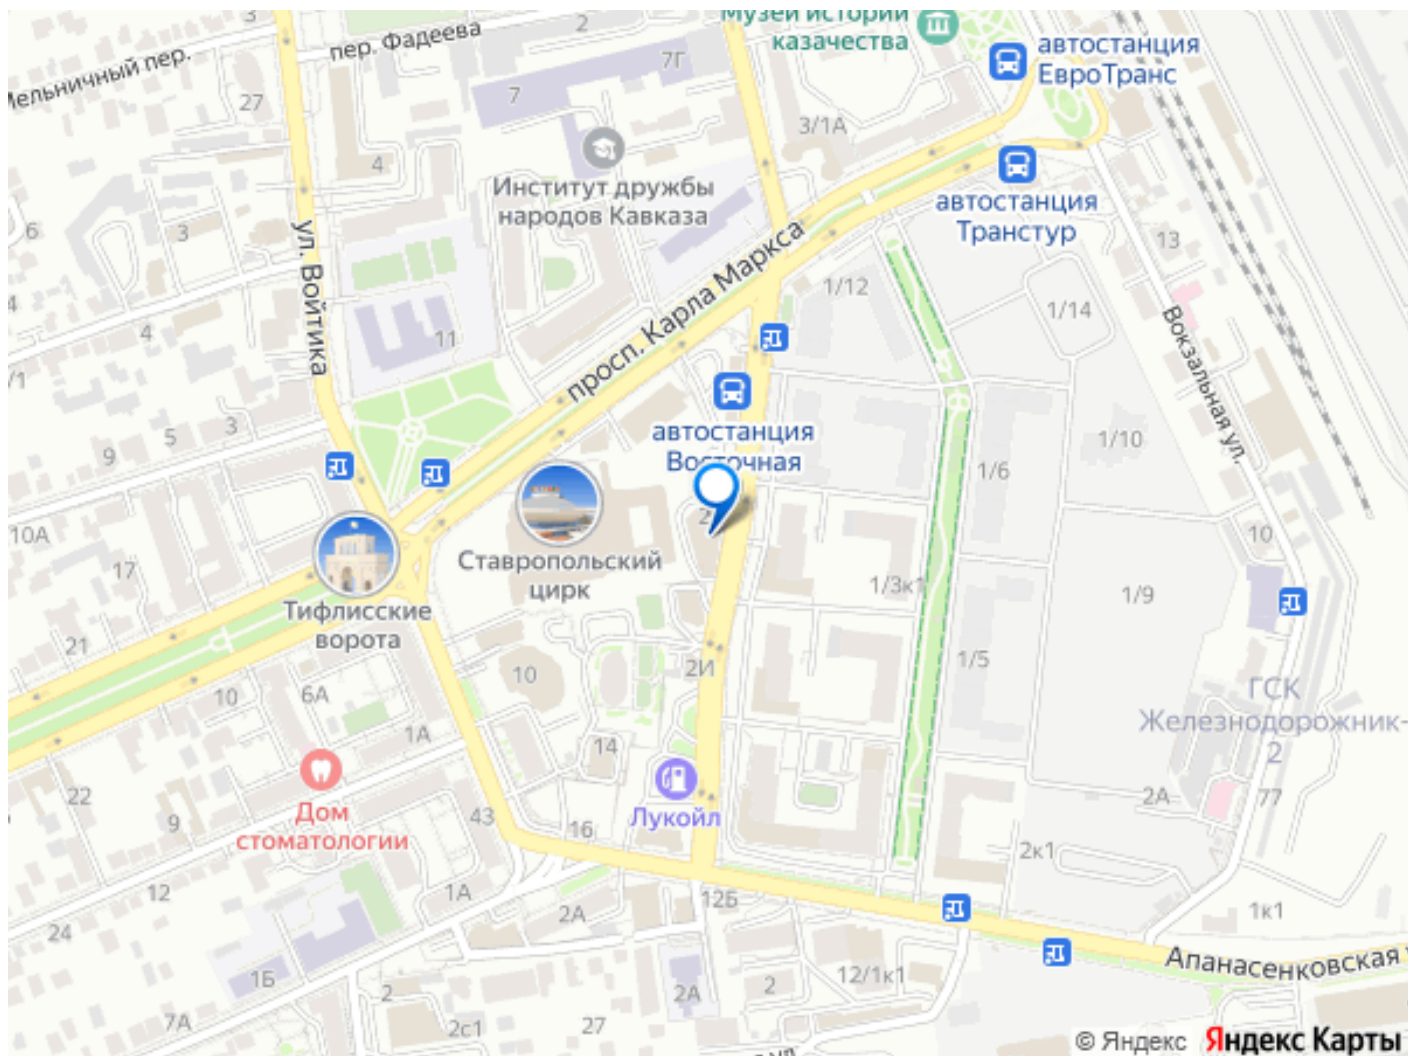 Музей истории
казачества
пер. Фадеева
2
7Г
автостанция
ЕвроТранс
Мельничный пер.
27
7
3/1А
4
Институт дружбы
народов Кавказа
автостанция
Транстур
6
3
ул. Войтика
просп. Карла Маркса
13
1/12
1/14
Вокзальная ул.
4
11
/1
автостанция
Восточная
3
5
9
1/10
1/6
10А
2
10
17
Ставропольский
цирк
Тифлисские
ворота
1/3к1
1/9
21
2И
1/5
10
6А
10
ГСК
Железнодорожник-
2
1А
14
22
9
Дом
стоматологии
43
16
Лукойл
2А
77
2к1
12
1А
2А
12Б
1к1
24
Апанасенковская у
1Б
2
2А
2
12/1к1
7А
2с1
27
ул.
© Яндекс Яндекс Карты